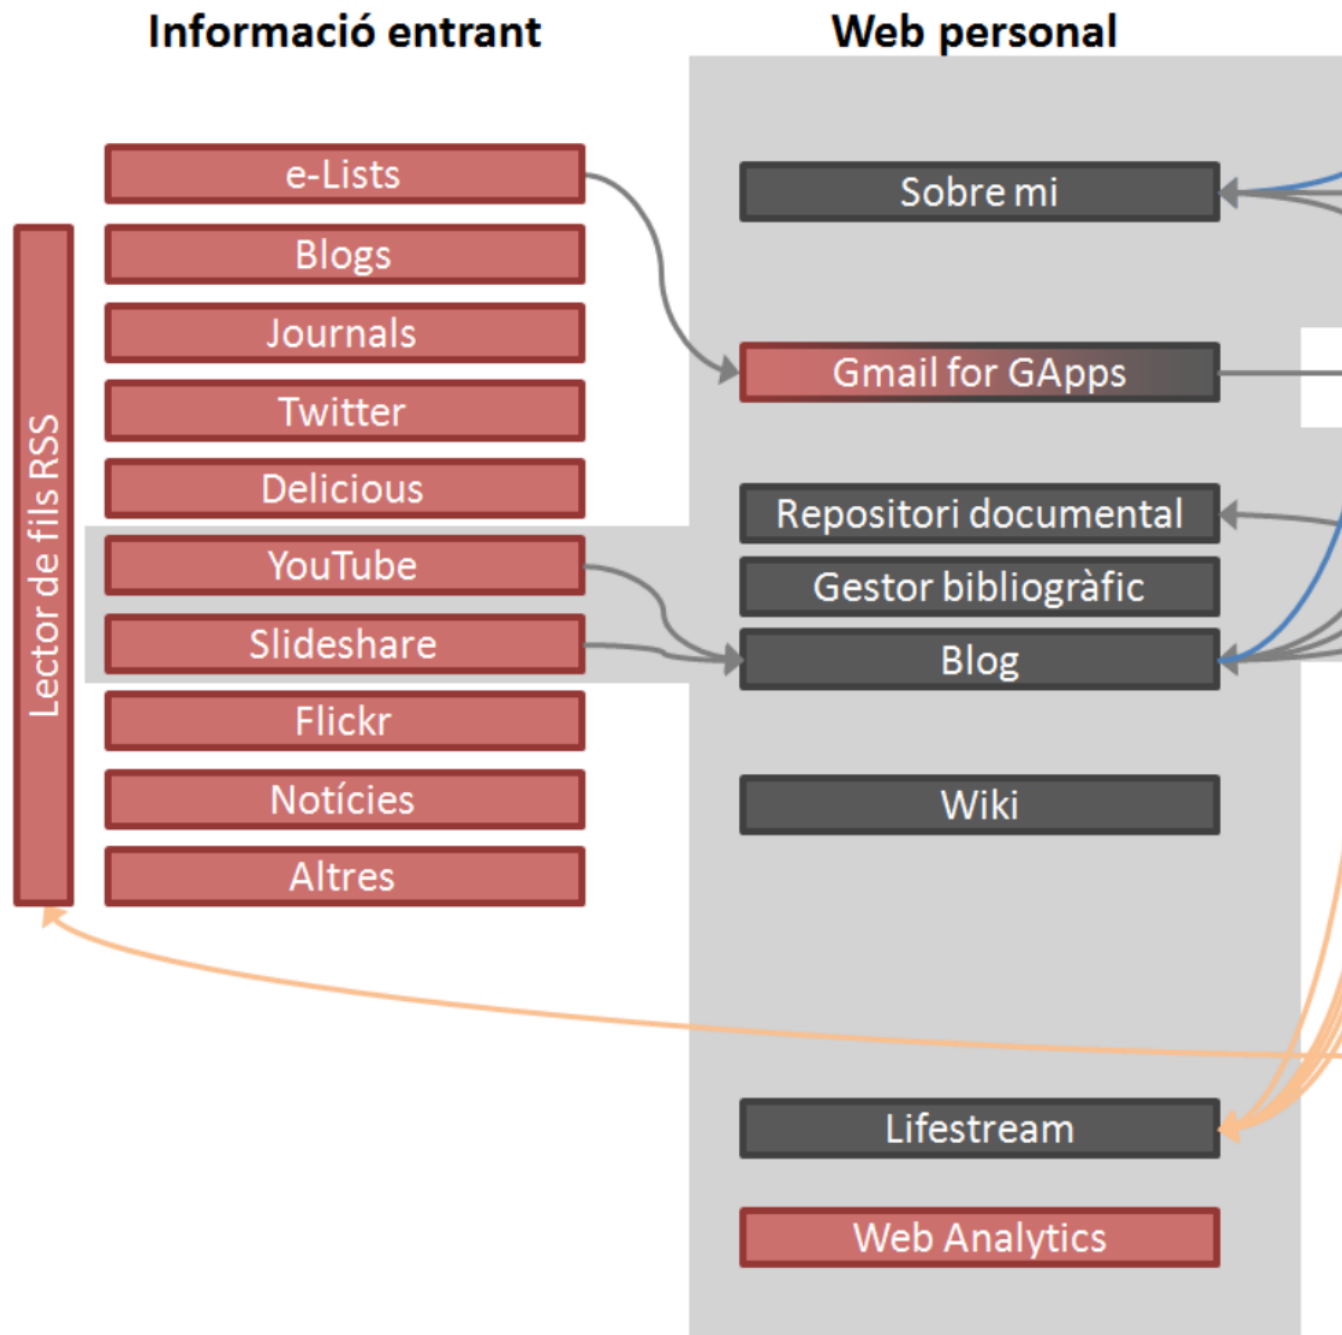 Informació entrant
Web personal
Lector de fils RSS
e-Lists
Blogs
Journals
Twitter
Delicious
YouTube
Slideshare
Flickr
Notícies
Altres
Sobre mi
Gmail for GApps
Repositori documental
Gestor bibliogràfic
Blog
Wiki
Lifestream
Web Analytics